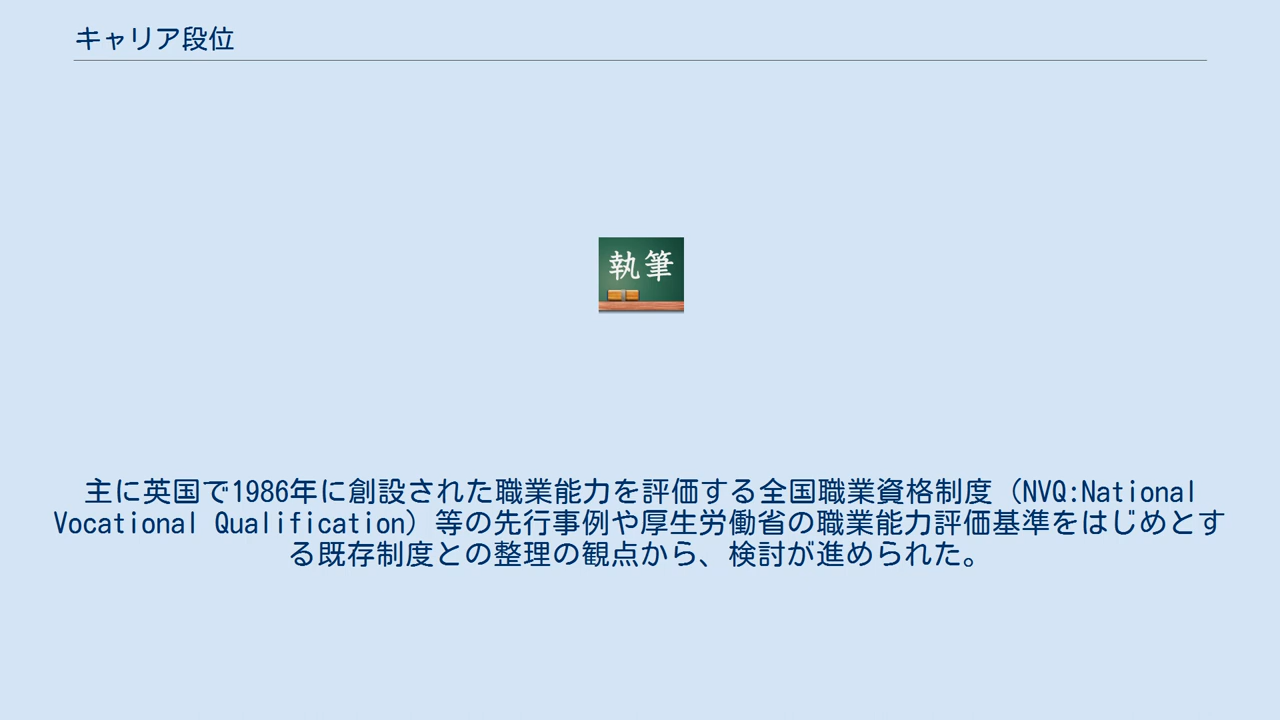 キャリア段位
執筆
主に英国で1986年に創設された職業能力を評価する全国職業資格制度（NVQ:National
Vocational Qualification）等の先行事例や厚生労働省の職業能力評価基準をはじめとす
る既存制度との整理の観点から、検討が進められた。